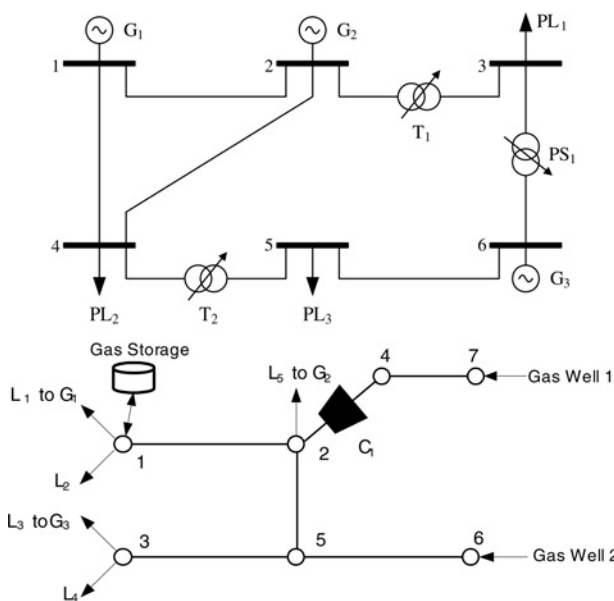 G1 G2 PL1
1 2 3
T1
PS1
4 5 6
G3
PL2 T2 PL3
Gas Storage
4 7
L1 to G1 L5 to G2 Gas Well 1
1 2 C1
L2
L3 to G3
3 5 6
Gas Well 2
L4